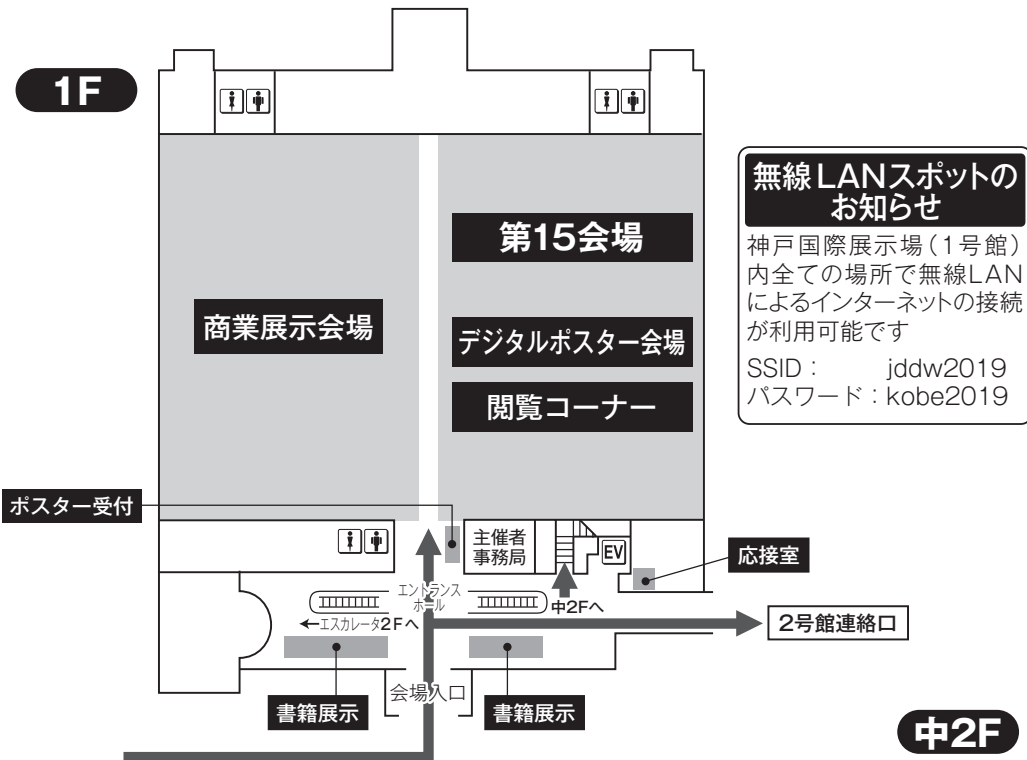 1F
無線LANスポットの
お知らせ
神戸国際展示場（1号館）
内全ての場所で無線LAN
によるインターネットの接続
が利用可能です
SSID： jddw2019
パスワード：kobe2019
第15会場
商業展示会場
デジタルポスター会場
閲覧コーナー
ポスター受付
主催者
事務局
EV
応接室
エントランス
ホール
中2Fへ
←エスカレータ2Fへ
2号館連絡口
会場入口
書籍展示
書籍展示
中2F